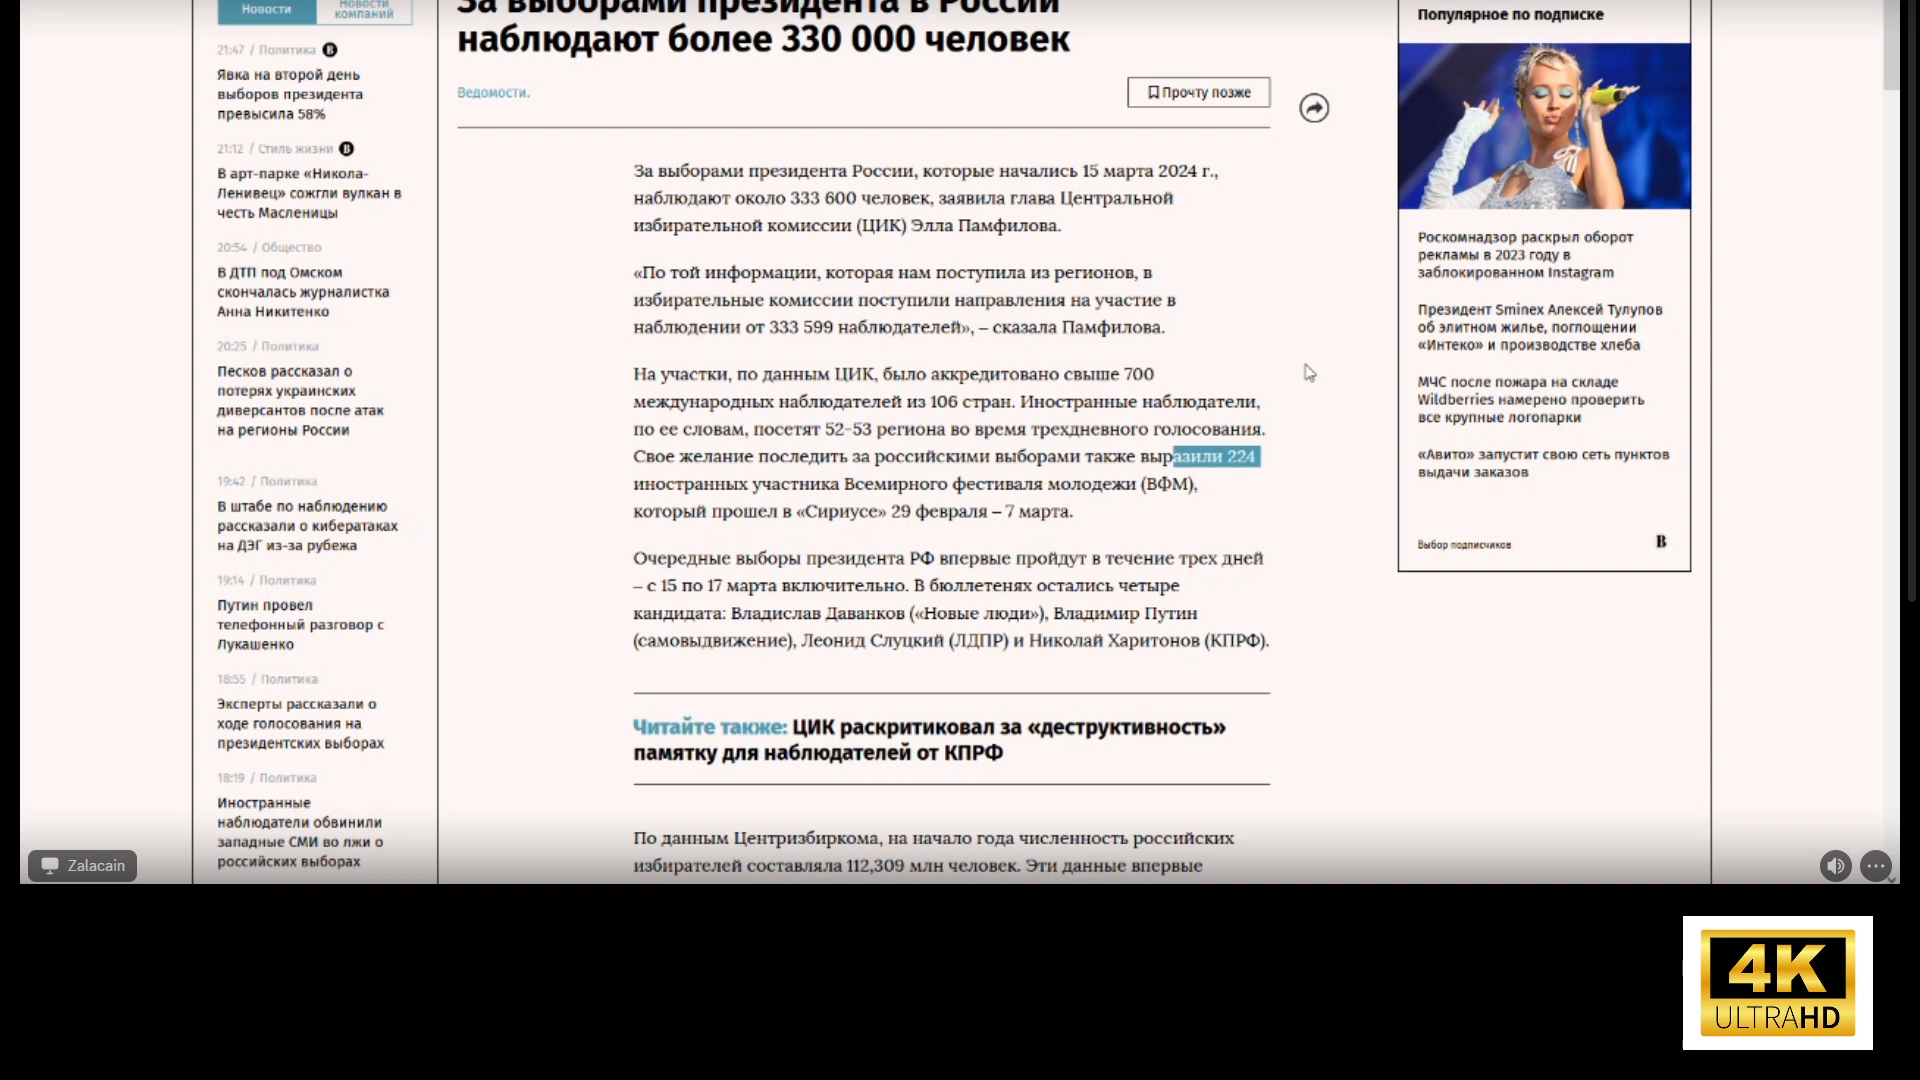 Новости
Новости
компаний
21:47 / Политика B
Явка на второй день
выборов президента
превысила 58%
21:12 / Стиль жизни B
В арт-парке «Никола-
Ленивец» сожгли вулкан в
честь Масленицы
20:54 / Общество
В ДТП под Омском
скончалась журналистка
Анна Никитенко
20:25 / Политика
Песков рассказал о
потерях украинских
диверсантов после атак
на регионы России
19:42 / Политика
В штабе по наблюдению
рассказали о кибератаках
на ДЭГ из-за рубежа
19:14 / Политика
Путин провел
телефонный разговор с
Лукашенко
18:55 / Политика
Эксперты рассказали о
ходе голосования на
президентских выборах
18:19 / Политика
Иностранные
наблюдатели обвинили
западные СМИ во лжи о
российских выборах
За выборами президента в России
наблюдают более 330 000 человек
Ведомости.
Прочту позже
За выборами президента России, которые начались 15 марта 2024 г.,
наблюдают около 333 600 человек, заявила глава Центральной
избирательной комиссии (ЦИК) Элла Памфилова.
«По той информации, которая нам поступила из регионов, в
избирательные комиссии поступили направления на участие в
наблюдении от 333 599 наблюдателей», – сказала Памфилова.
На участки, по данным ЦИК, было аккредитовано свыше 700
международных наблюдателей из 106 стран. Иностранные наблюдатели,
по ее словам, посетят 52-53 региона во время трехдневного голосования.
Свое желание последить за российскими выборами также выразили 224
иностранных участника Всемирного фестиваля молодежи (ВФМ),
который прошел в «Сириусе» 29 февраля – 7 марта.
Очередные выборы президента РФ впервые пройдут в течение трех дней
– с 15 по 17 марта включительно. В бюллетенях остались четыре
кандидата: Владислав Даванков («Новые люди»), Владимир Путин
(самовыдвижение), Леонид Слуцкий (ЛДПР) и Николай Харитонов (КПРФ).
Читайте также: ЦИК раскритиковал за «деструктивность»
памятку для наблюдателей от КПРФ
По данным Центризбиркома, на начало года численность российских
избирателей составляла 112,309 млн человек. Эти данные впервые
Популярное по подписке
Роскомнадзор раскрыл оборот
рекламы в 2023 году в
заблокированном Instagram
Президент Sminex Алексей Тулупов
об элитном жилье, поглощении
«Интеко» и производстве хлеба
МЧС после пожара на складе
Wildberries намерено проверить
все крупные логопарки
«Авито» запустит свою сеть пунктов
выдачи заказов
Выбор подписчиков
B
Zalacain
4K
ULTRAHD